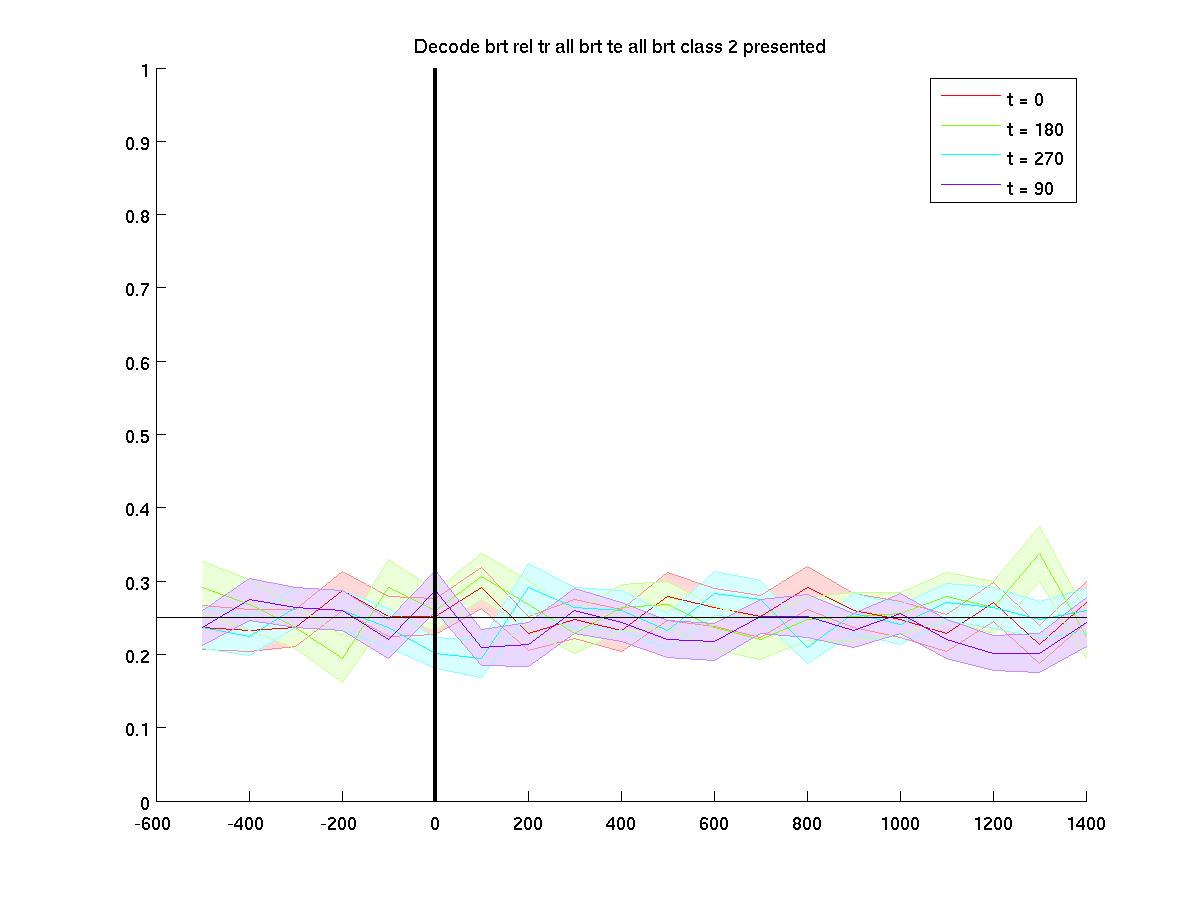 Decode brt rel tr all brt te all brt class 2 presented
1
0.9
0.8
0.7
0.6
0.5
0.4
0.3
0.2
0.1
0
-600 -400 -200 0 200 400 600 800 1000 1200 1400
t = 0
t = 180
t = 270
t = 90